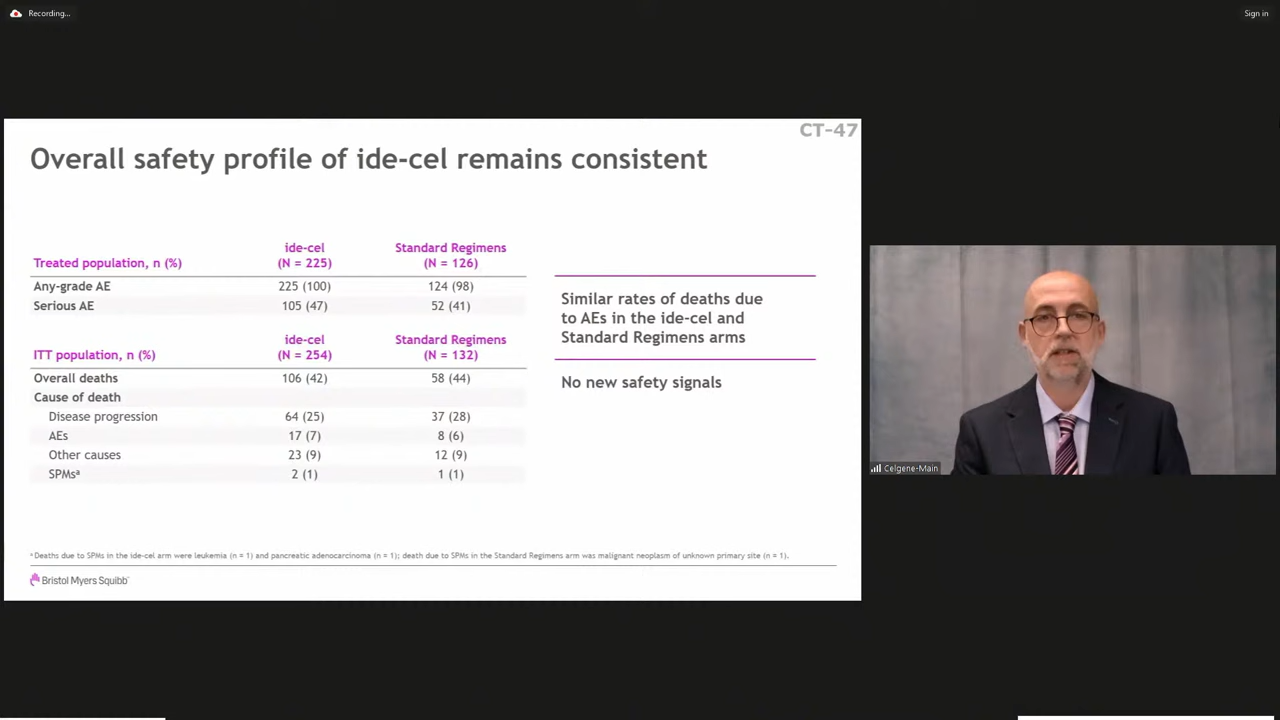 Recording...
Sign in
CT-47
Overall safety profile of ide-cel remains consistent
ide-cel Standard Regimens
Treated population, n (%) (N = 225) (N = 126)
Any-grade AE 225 (100) 124 (98)
Serious AE 105 (47) 52 (41)
ide-cel Standard Regimens
ITT population, n (%) (N = 254) (N = 132)
Overall deaths 106 (42) 58 (44)
Cause of death
Disease progression 64 (25) 37 (28)
AEs 17 (7) 8 (6)
Other causes 23 (9) 12 (9)
SPMsᵃ 2 (1) 1 (1)
Similar rates of deaths due
to AEs in the ide-cel and
Standard Regimens arms
No new safety signals
ᵃ Deaths due to SPMs in the ide-cel arm were leukemia (n = 1) and pancreatic adenocarcinoma (n = 1); death due to SPMs in the Standard Regimens arm was malignant neoplasm of unknown primary site (n = 1).
Bristol Myers Squibb
Celgene-Main